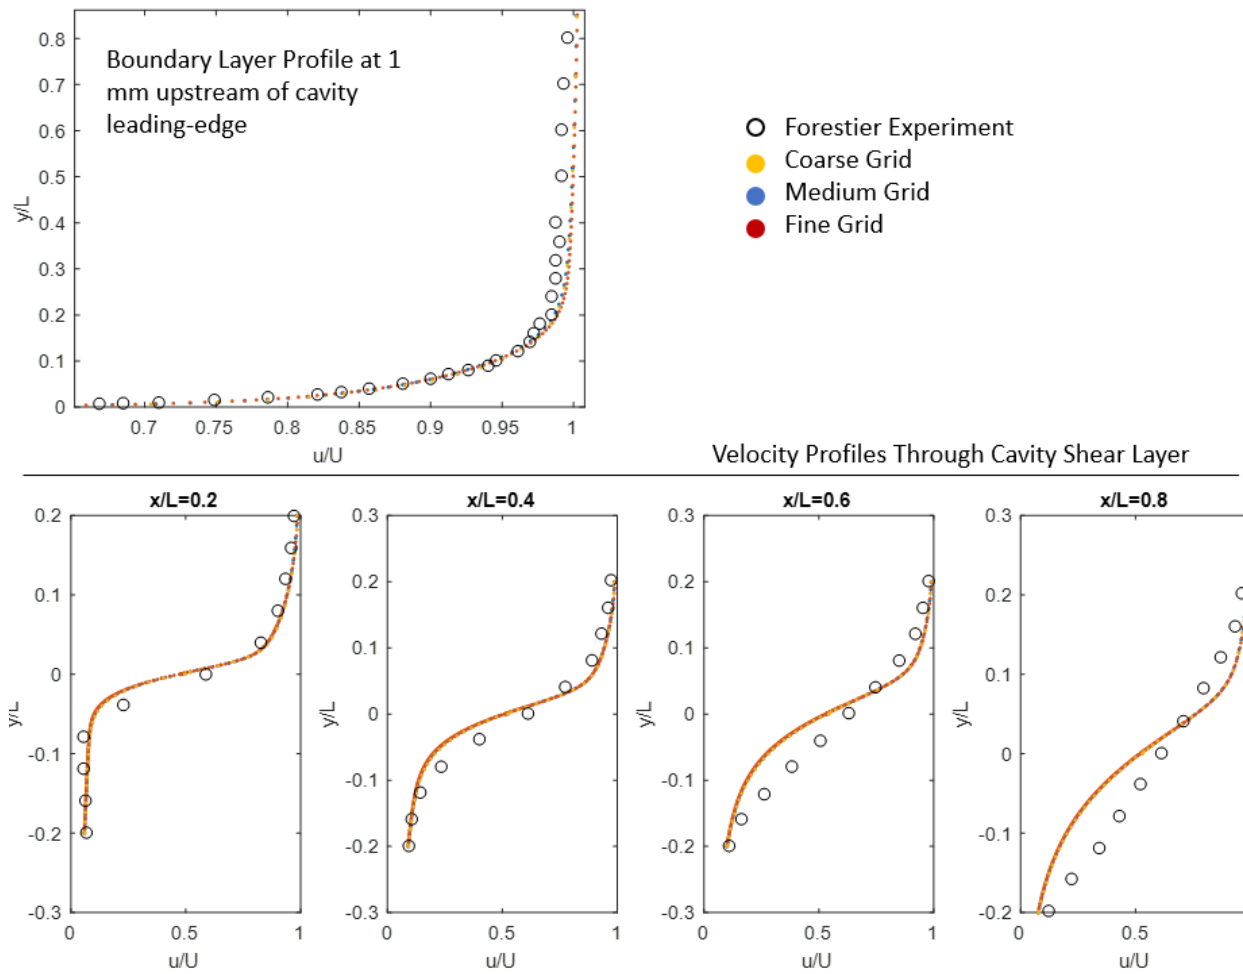 0.8
0.7
0.6
0.5
0.4
0.3
0.2
0.1
0
y/L
Boundary Layer Profile at 1
mm upstream of cavity
leading-edge
0.7 0.75 0.8 0.85 0.9 0.95 1
u/U
Forestier Experiment
Coarse Grid
Medium Grid
Fine Grid
Velocity Profiles Through Cavity Shear Layer
x/L=0.2
0.2
0.1
0
-0.1
-0.2
-0.3
y/L
0 0.5 1
u/U
x/L=0.4
0.3
0.2
0.1
0
-0.1
-0.2
-0.3
y/L
0 0.5 1
u/U
x/L=0.6
0.3
0.2
0.1
0
-0.1
-0.2
-0.3
y/L
0 0.5 1
u/U
x/L=0.8
0.3
0.2
0.1
0
-0.1
-0.2
y/L
0 0.5
u/U